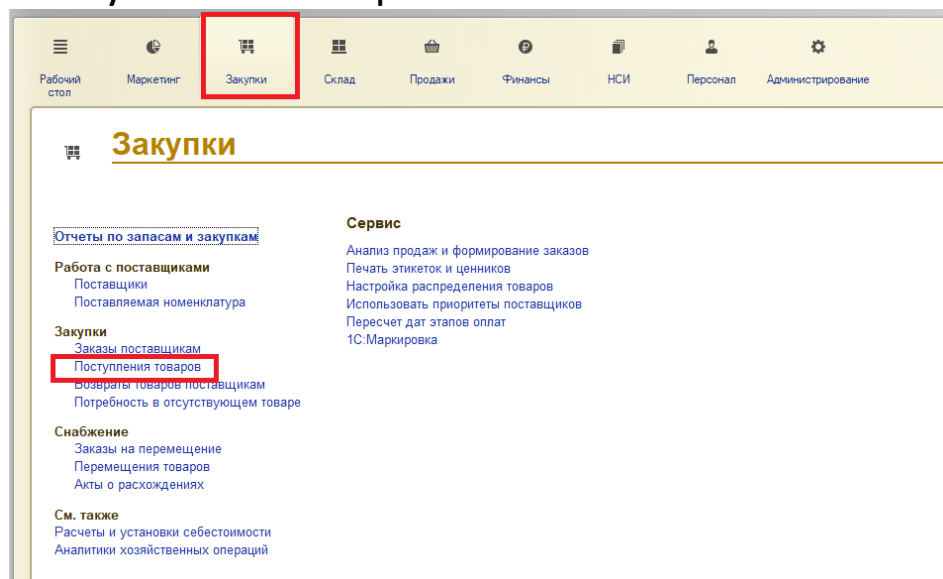 Рабочий стол
Маркетинг
Закупки
Склад
Продажи
Финансы
НСИ
Персонал
Администрирование
Закупки
Отчеты по запасам и закупкам
Работа с поставщиками
Поставщики
Поставляемая номенклатура
Закупки
Заказы поставщикам
Поступления товаров
Возвраты товаров поставщикам
Потребность в отсутствующем товаре
Снабжение
Заказы на перемещение
Перемещения товаров
Акты о расхождениях
См. также
Расчеты и установки себестоимости
Аналитики хозяйственных операций
Сервис
Анализ продаж и формирование заказов
Печать этикеток и ценников
Настройка распределения товаров
Использовать приоритеты поставщиков
Пересчет дат этапов оплат
1С:Маркировка